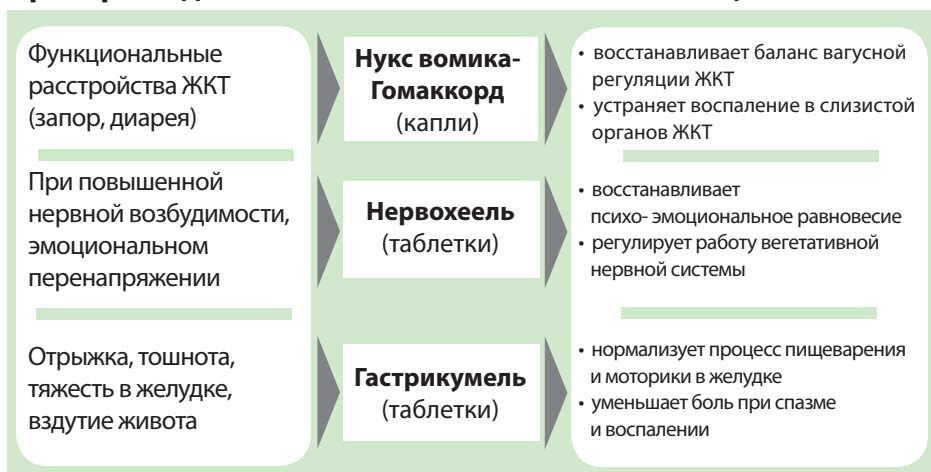 Функциональные
расстройства ЖКТ
(запор, диарея)
Нукс вомика-
Гомаккорд
(капли)
• восстанавливает баланс вагусной
регуляции ЖКТ
• устраняет воспаление в слизистой
органов ЖКТ
При повышенной
нервной возбудимости,
эмоциональном
перенапряжении
Нервохеель
(таблетки)
• восстанавливает
психо- эмоциональное равновесие
• регулирует работу вегетативной
нервной системы
Отрыжка, тошнота,
тяжесть в желудке,
вздутие живота
Гастрикумель
(таблетки)
• нормализует процесс пищеварения
и моторики в желудке
• уменьшает боль при спазме
и воспалении